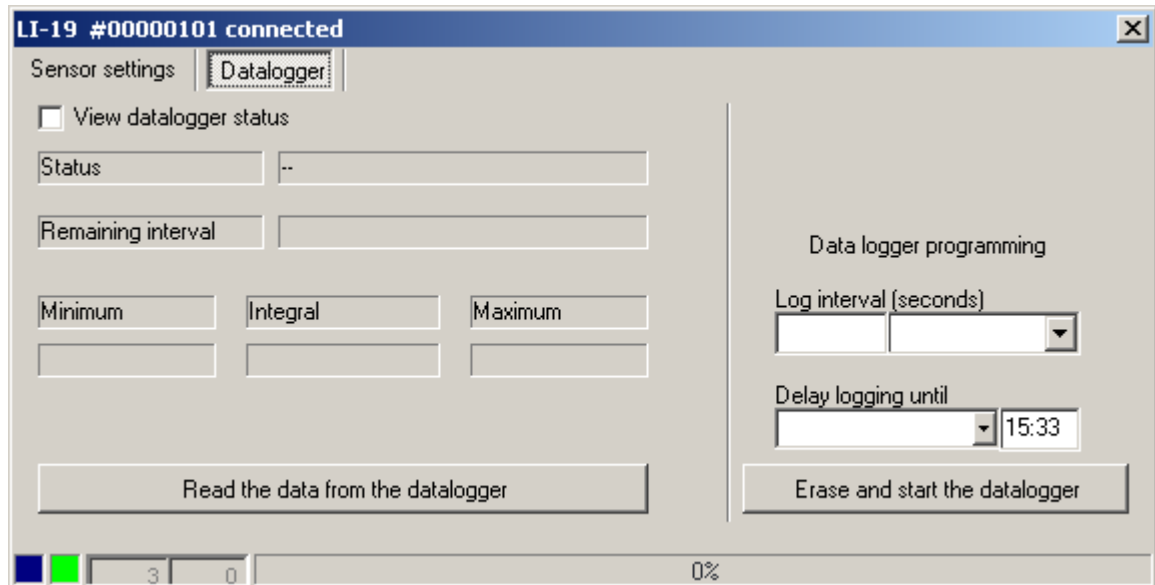 LI-19 #00000101 connected
Sensor settings Datalogger
View datalogger status
Status --
Remaining interval
Minimum Integral Maximum
Read the data from the datalogger
Data logger programming
Log interval (seconds)
Delay logging until
15:33
Erase and start the datalogger
3 0 0%